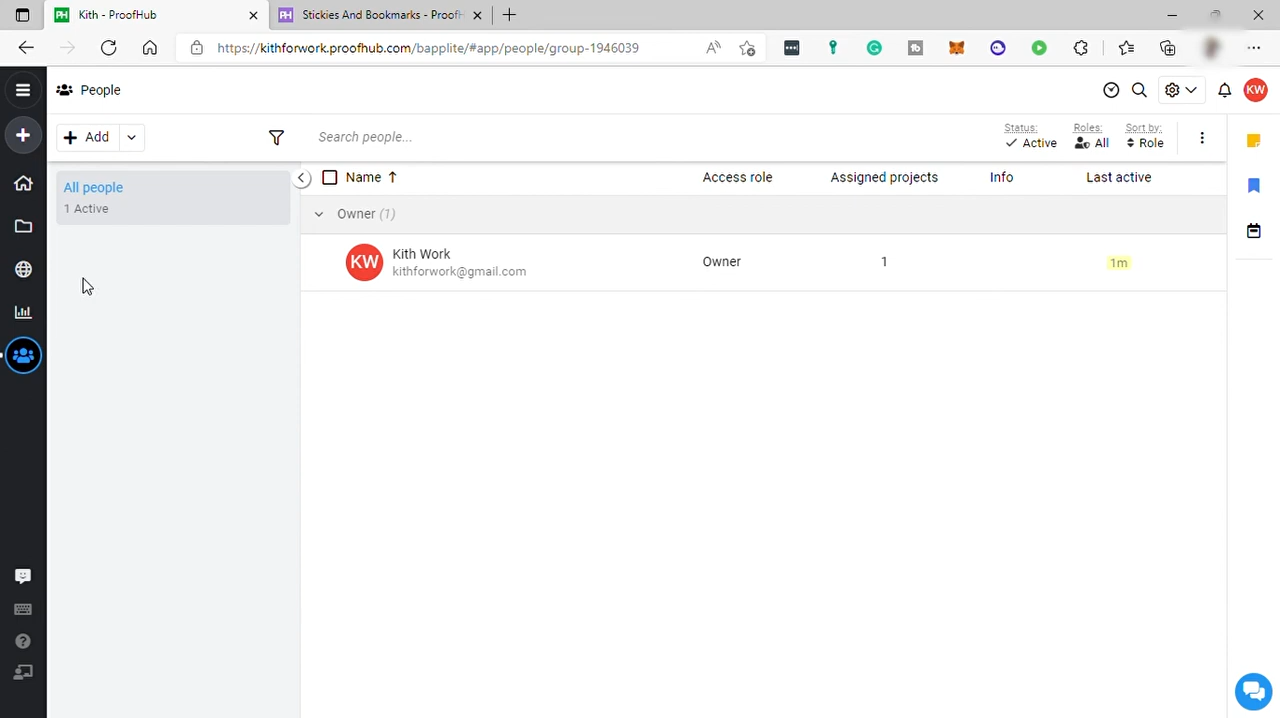 Kith - ProofHub
Stickies And Bookmarks - ProofH
https://kithforwork.proofhub.com/bapplite/#app/people/group-1946039
People
KW
Add
Search people...
Status:
Active
Roles:
All
Sort by:
Role
All people
1 Active
Name
Access role
Assigned projects
Info
Last active
Owner (1)
KW
Kith Work
kithforwork@gmail.com
Owner
1
1m